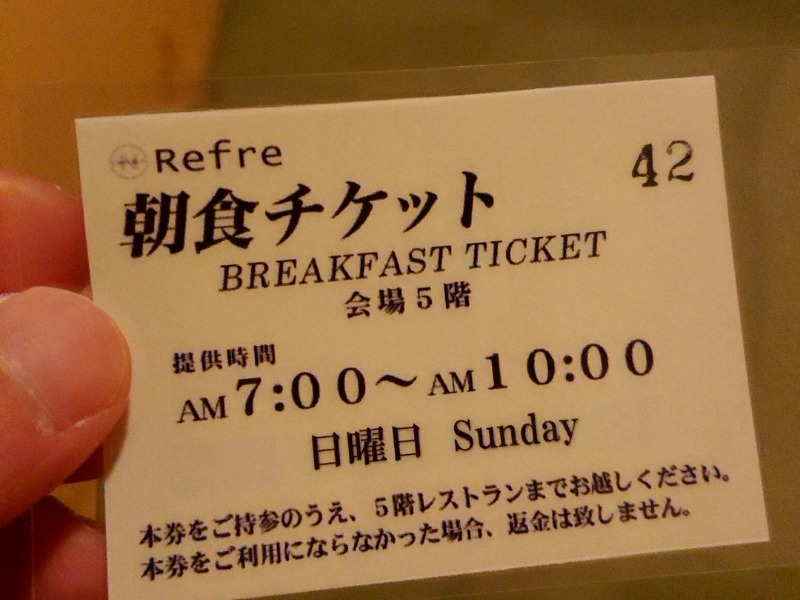 Refre
42
朝食チケット
BREAKFAST TICKET
会場5階
提供時間
AM 7:00～AM 10:00
日曜日 Sunday
本券をご持参のうえ、5階レストランまでお越しください。
本券をご利用にならなかった場合、返金は致しません。